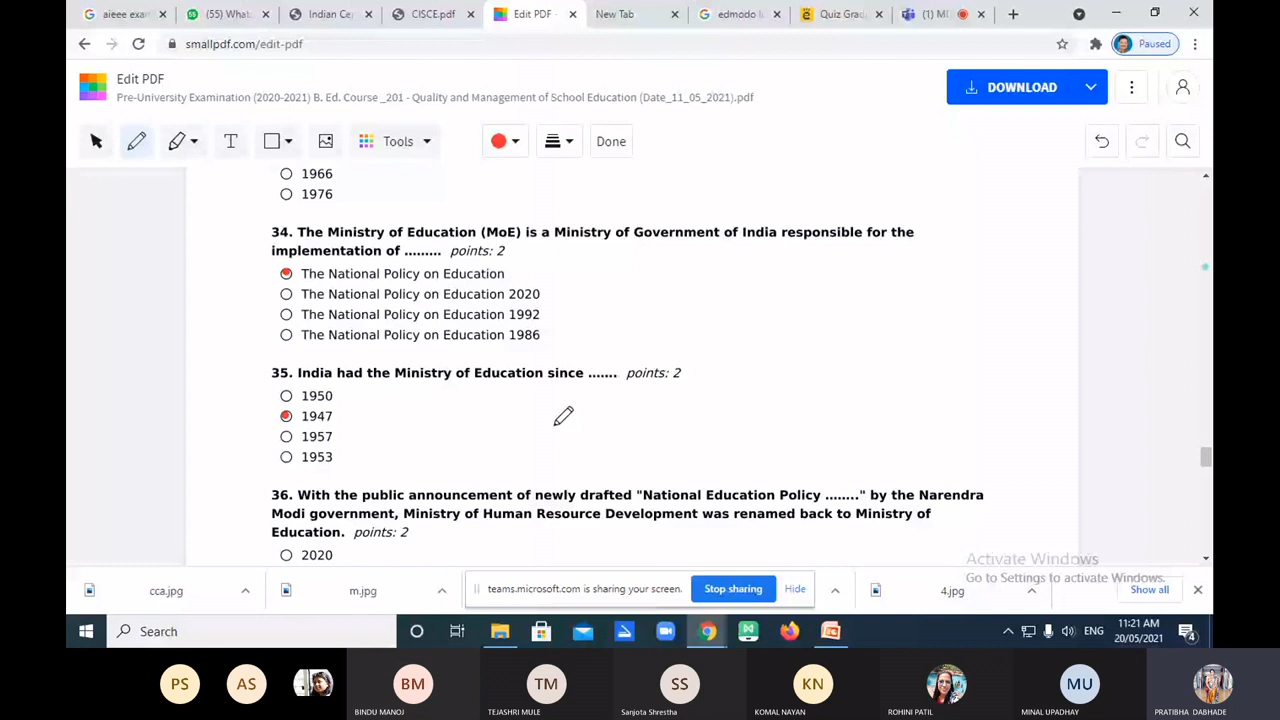 aieee exam
(55) What
Indian Cer
CISCE.pdf
Edit PDF
New Tab
edmodo l
Quiz Grad
(1) MI
smallpdf.com/edit-pdf
Paused
Edit PDF
Pre-University Examination (2020-2021) B. Ed. Course _201 - Quality and Management of School Education (Date_11_05_2021).pdf
DOWNLOAD
T
Tools
Done
1966
1976
34. The Ministry of Education (MoE) is a Ministry of Government of India responsible for the
implementation of ......... points: 2
The National Policy on Education
The National Policy on Education 2020
The National Policy on Education 1992
The National Policy on Education 1986
35. India had the Ministry of Education since ....... points: 2
1950
1947
1957
1953
36. With the public announcement of newly drafted "National Education Policy ........" by the Narendra
Modi government, Ministry of Human Resource Development was renamed back to Ministry of
Education. points: 2
2020
Activate Windows
Go to Settings to activate Windows.
cca.jpg
m.jpg
teams.microsoft.com is sharing your screen.
Stop sharing
Hide
4.jpg
Show all
Search
ENG
11:21 AM
20/05/2021
4
PS
AS
BM
TM
SS
KN
MU
BINDU MANOJ
TEJASHRI MULE
Sanjota Shrestha
KOMAL NAYAN
ROHINI PATIL
MINAL UPADHAY
PRATIBHA DABHADE